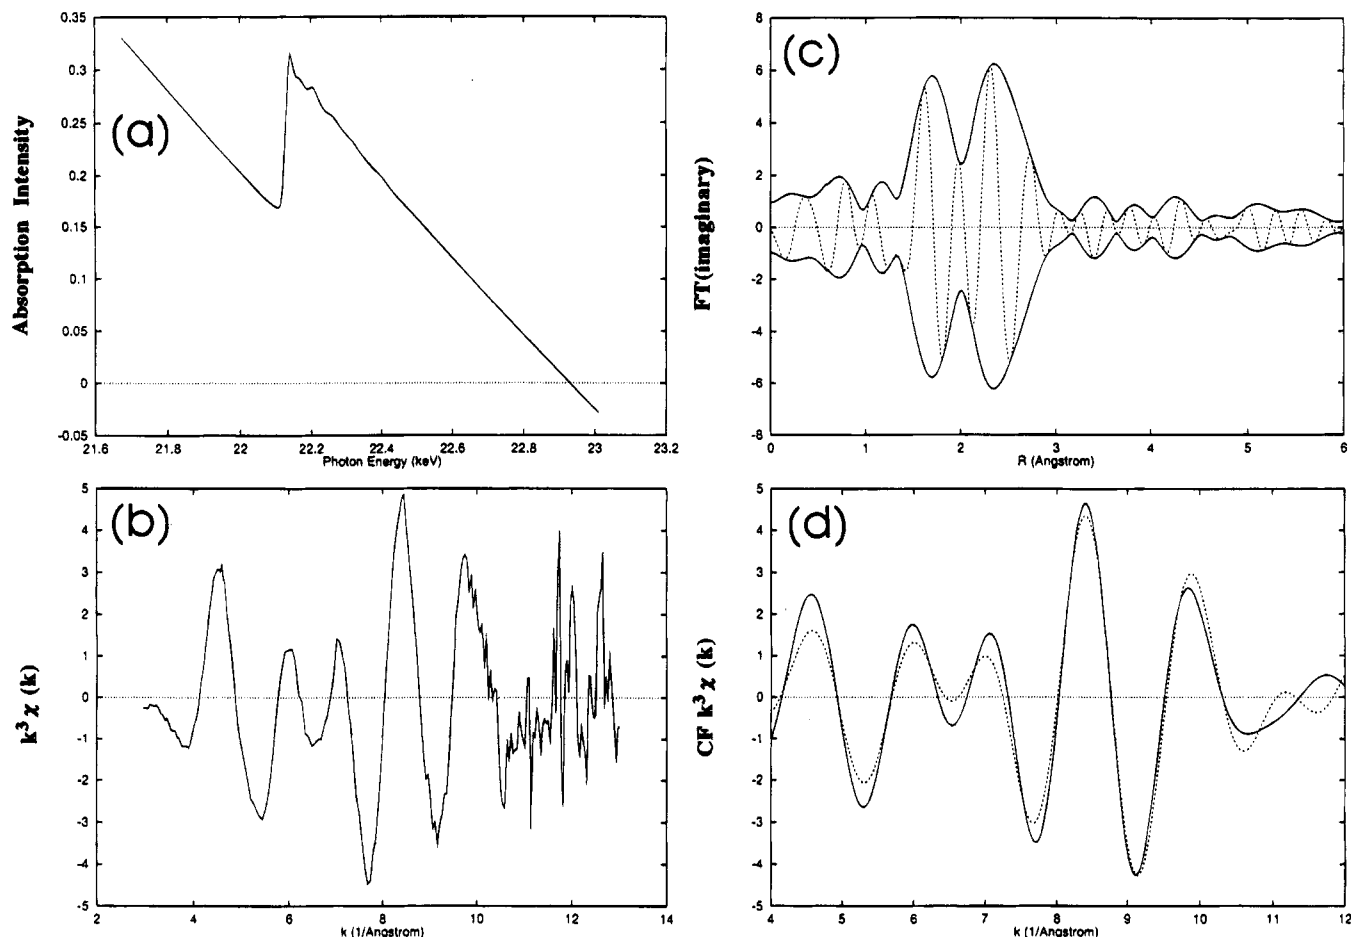 (a)
Absorption Intensity
0.35
0.3
0.25
0.2
0.15
0.1
0.05
0
-0.05
21.6 21.8 22 22.2 22.4 22.6 22.8 23 23.2
Photon Energy (keV)
(c)
FT(imaginary)
8
6
4
2
0
-2
-4
-6
-8
0 1 2 3 4 5 6
R (Angstrom)
(b)
k³ χ (k)
5
4
3
2
1
0
-1
-2
-3
-4
-5
2 4 6 8 10 12 14
k (1/Angstrom)
(d)
CF k³ χ (k)
5
4
3
2
1
0
-1
-2
-3
-4
-5
4 5 6 7 8 9 10 11 12
k (1/Angstrom)